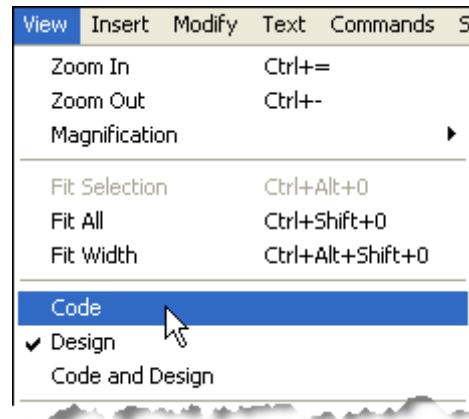 View Insert Modify Text Commands S
Zoom In Ctrl+=
Zoom Out Ctrl+-
Magnification
Fit Selection Ctrl+Alt+0
Fit All Ctrl+Shift+0
Fit Width Ctrl+Alt+Shift+0
Code
Design
Code and Design